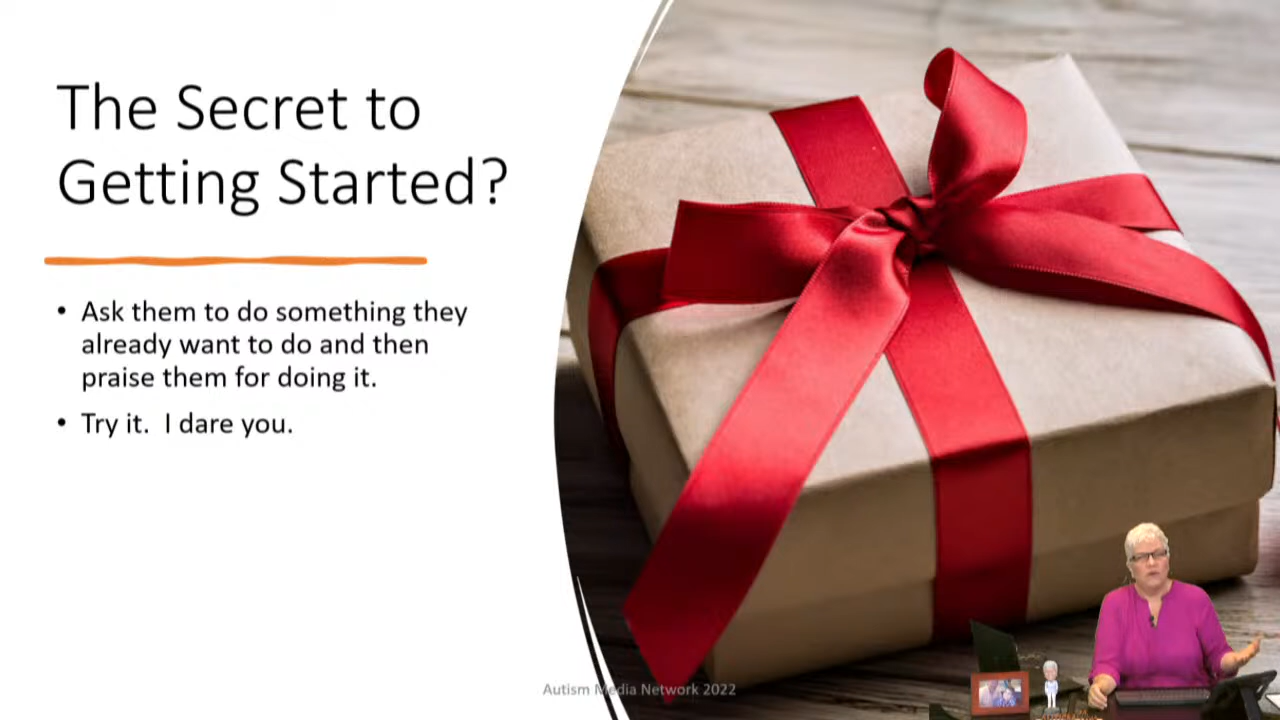 The Secret to
Getting Started?
• Ask them to do something they
already want to do and then
praise them for doing it.
• Try it.  I dare you.
Autism Media Network 2022